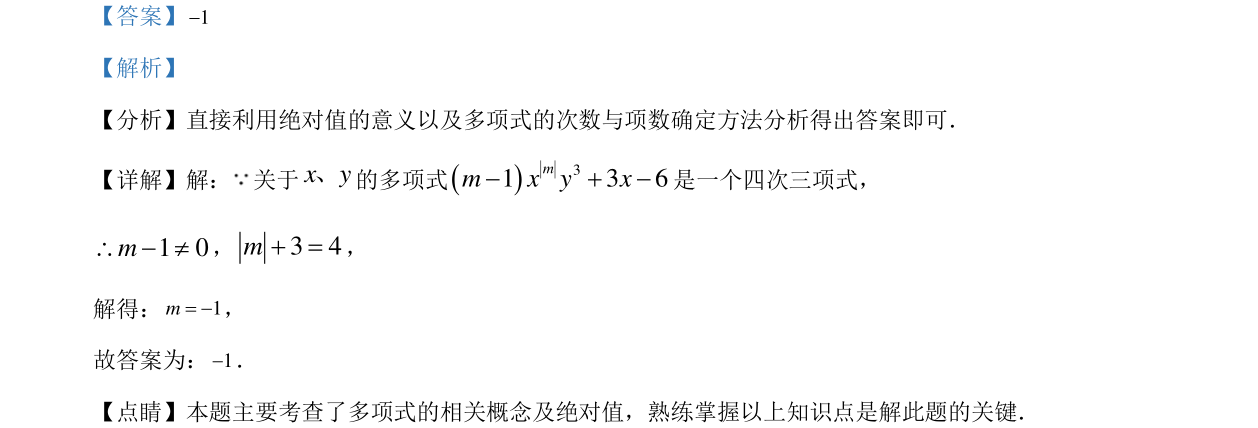 【答案】−1
【解析】
【分析】直接利用绝对值的意义以及多项式的次数与项数确定方法分析得出答案即可．
【详解】解：∵关于 x、y 的多项式(m−1)x^|m|y³+3x−6 是一个四次三项式，
∴m−1≠0，|m|+3=4，
解得：m=−1，
故答案为：−1．
【点睛】本题主要考查了多项式的相关概念及绝对值，熟练掌握以上知识点是解此题的关键．